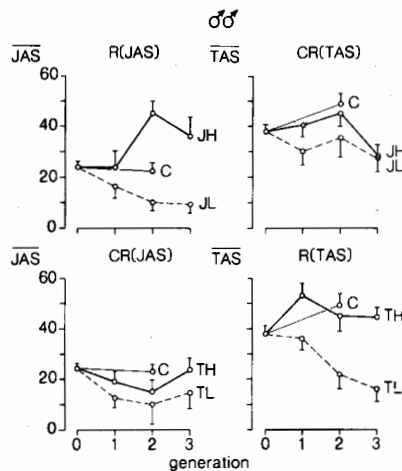 ♂♂
JAS R(JAS) TAS CR(TAS)
60
40
20
0
C
JH
JL
C
JH
JL
JAS CR(JAS) TAS R(TAS)
60
40
20
0
C
TH
TL
C
TH
TL
0 1 2 3 0 1 2 3
generation